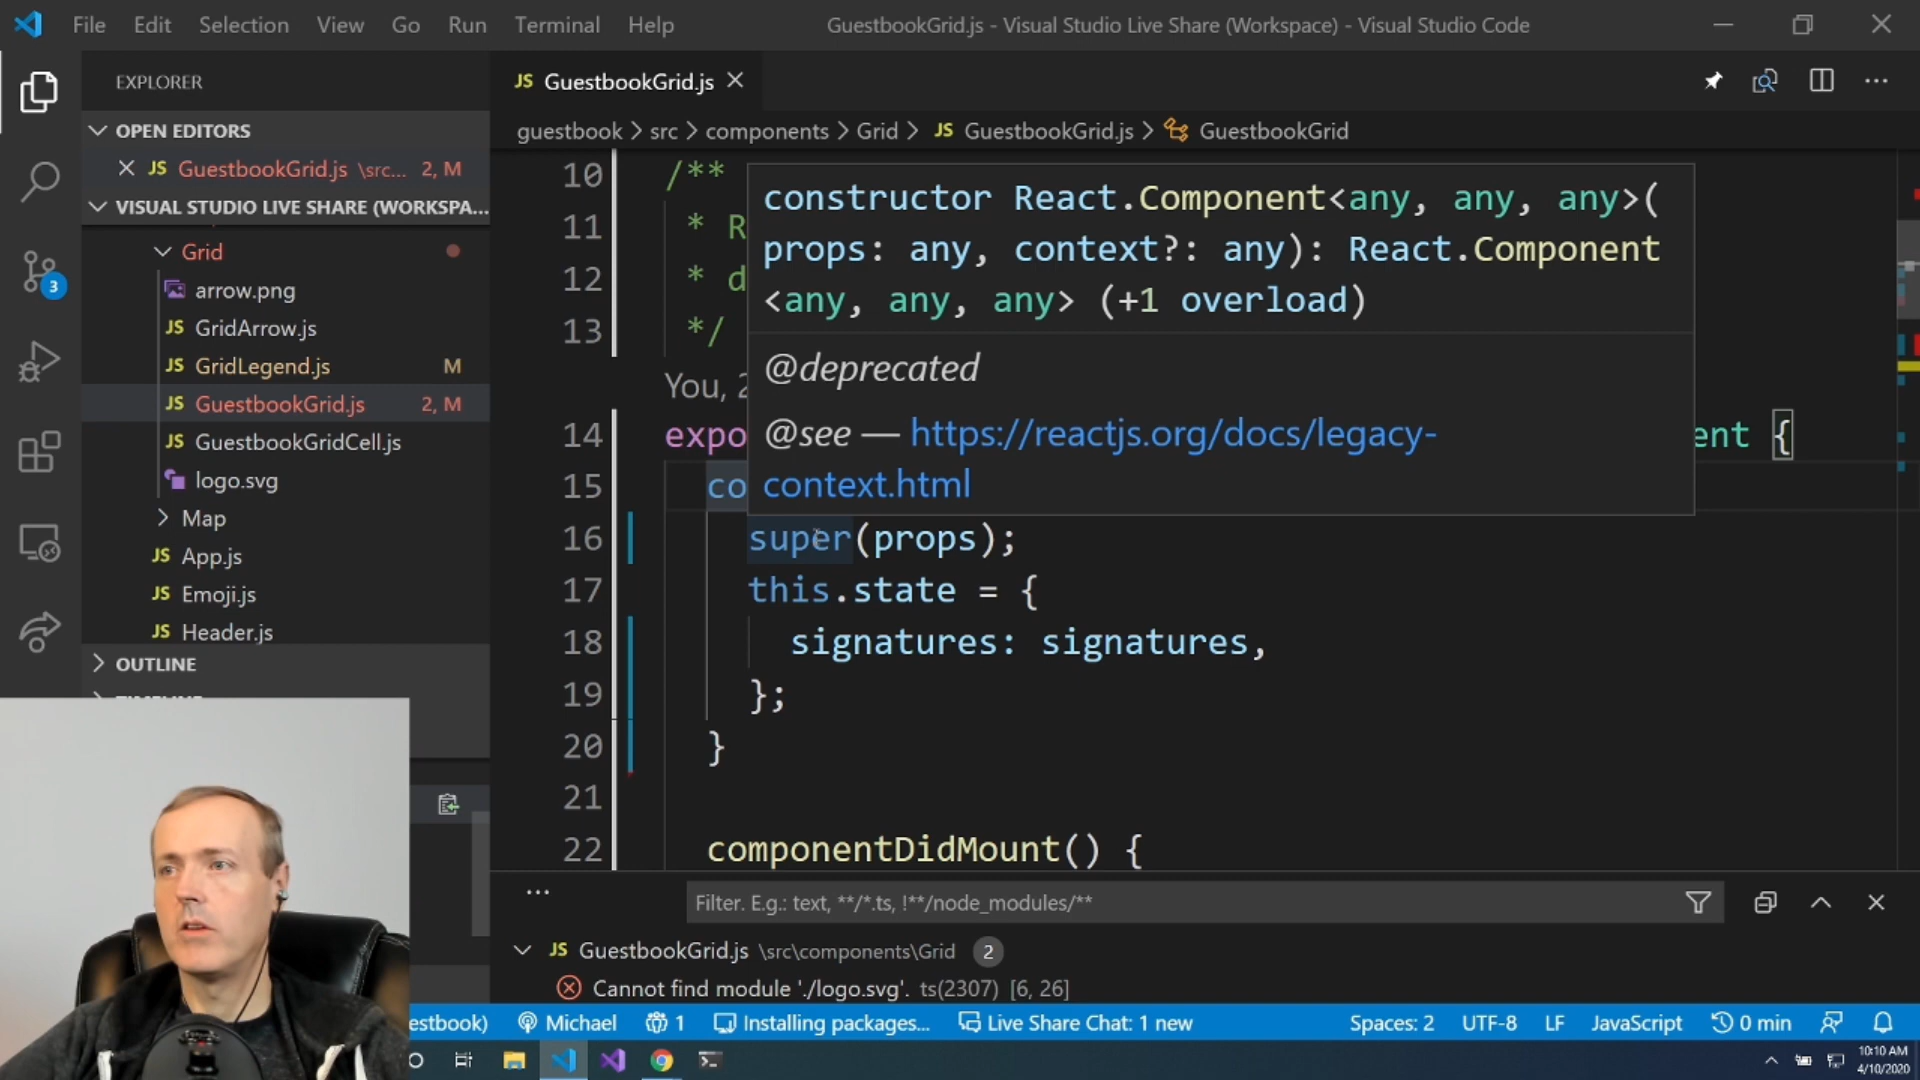 File Edit Selection View Go Run Terminal Help GuestbookGrid.js - Visual Studio Live Share (Workspace) - Visual Studio Code
EXPLORER
JS GuestbookGrid.js
OPEN EDITORS
guestbook > src > components > Grid > JS GuestbookGrid.js > GuestbookGrid
JS GuestbookGrid.js \src... 2, M
VISUAL STUDIO LIVE SHARE (WORKSPA...
Grid
arrow.png
JS GridArrow.js
JS GridLegend.js M
JS GuestbookGrid.js 2, M
JS GuestbookGridCell.js
logo.svg
Map
JS App.js
JS Emoji.js
JS Header.js
OUTLINE
3
10 /**
11 * R
12 * d
13 */
You, 2
14 expo ent {
15 co
16 super(props);
17 this.state = {
18 signatures: signatures,
19 };
20 }
21
22 componentDidMount() {
constructor React.Component<any, any, any>(
props: any, context?: any): React.Component
<any, any, any> (+1 overload)
@deprecated
@see — https://reactjs.org/docs/legacy-
context.html
... Filter. E.g.: text, **/*.ts, !**/node_modules/**
JS GuestbookGrid.js \src\components\Grid 2
Cannot find module './logo.svg'. ts(2307) [6, 26]
estbook) Michael 1 Installing packages... Live Share Chat: 1 new Spaces: 2 UTF-8 LF JavaScript 0 min
10:10 AM
4/10/2020